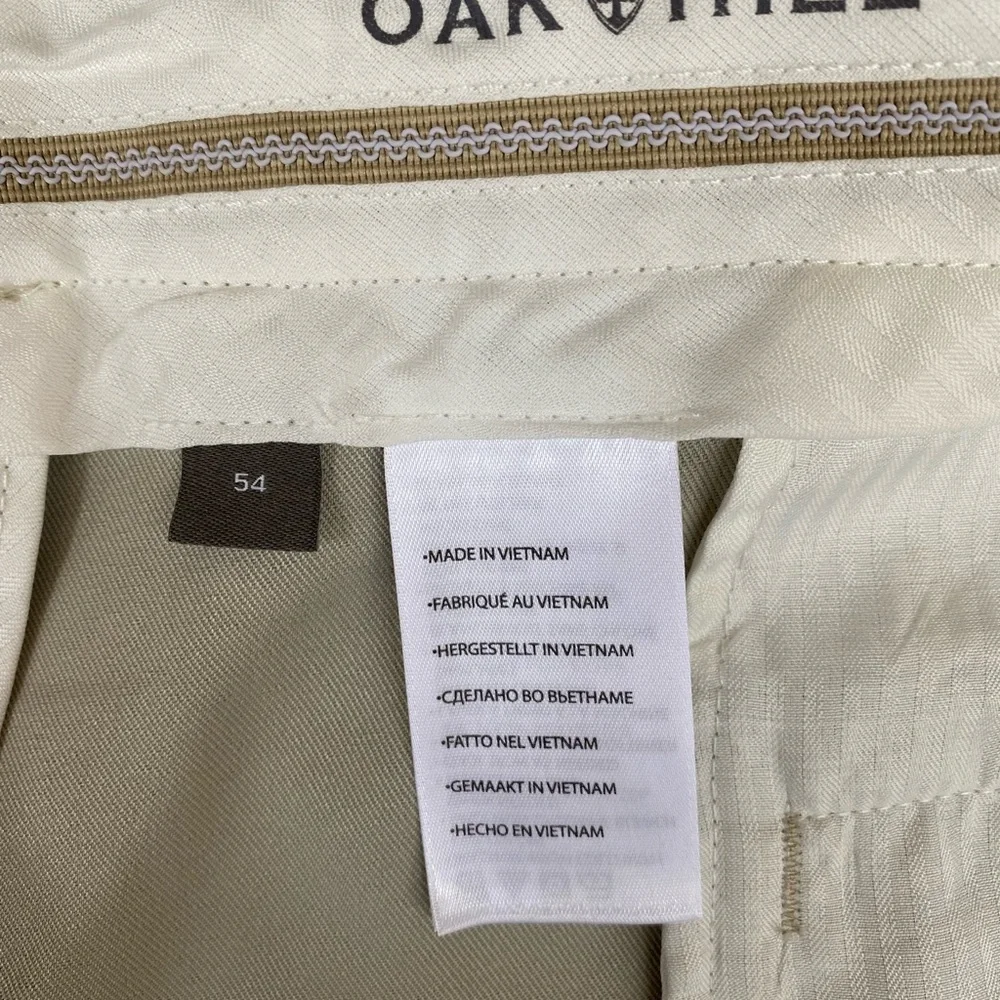 OAK HILL
54
•MADE IN VIETNAM
•FABRIQUÉ AU VIETNAM
•HERGESTELLT IN VIETNAM
•СДЕЛАНО ВО ВЬЕТНАМЕ
•FATTO NEL VIETNAM
•GEMAAKT IN VIETNAM
•HECHO EN VIETNAM